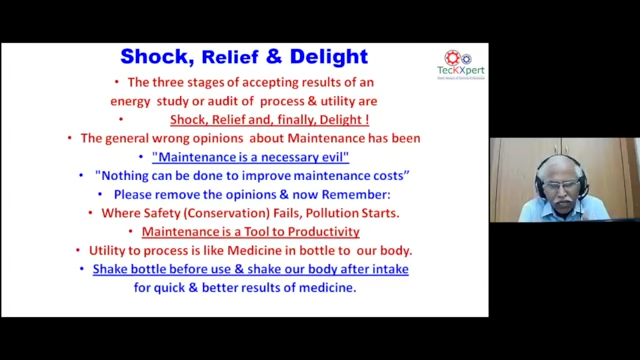 Shock, Relief & Delight
TecKXpert
• The three stages of accepting results of an
energy study or audit of process & utility are
• Shock, Relief and, finally, Delight !
• The general wrong opinions about Maintenance has been
• "Maintenance is a necessary evil"
• "Nothing can be done to improve maintenance costs”
• Please remove the opinions & now Remember:
• Where Safety (Conservation) Fails, Pollution Starts.
• Maintenance is a Tool to Productivity
• Utility to process is like Medicine in bottle to our body.
• Shake bottle before use & shake our body after intake
for quick & better results of medicine.